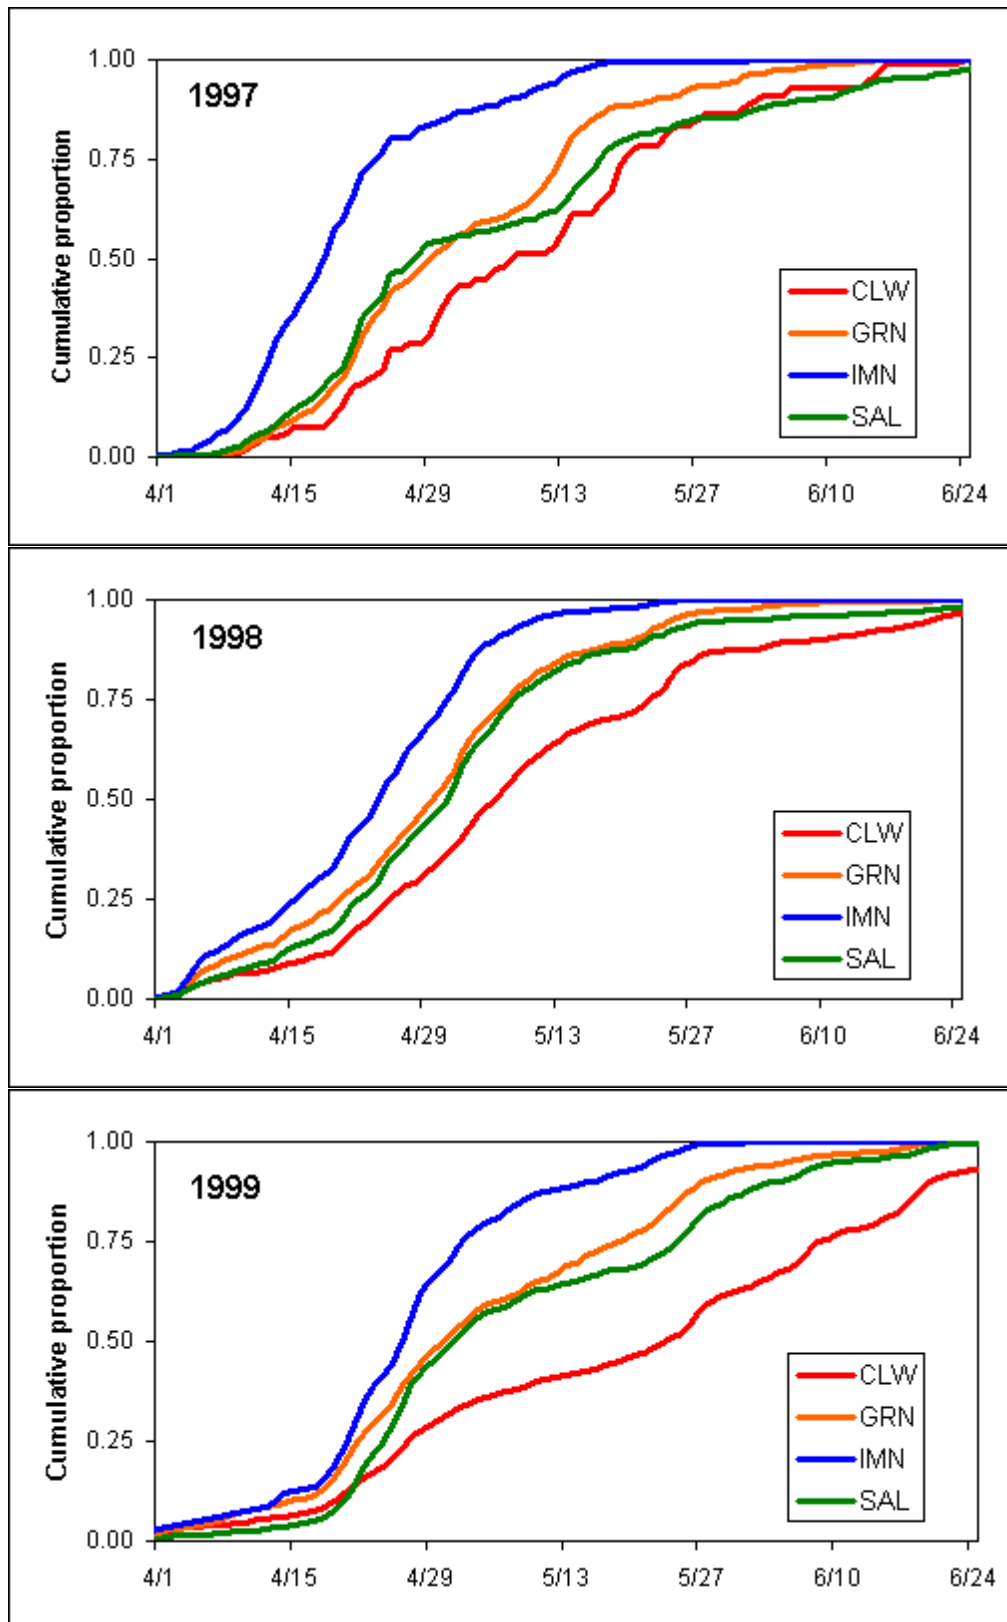 1997
Cumulative proportion
1.00
0.75
0.50
0.25
0.00
CLW
GRN
IMN
SAL
4/1 4/15 4/29 5/13 5/27 6/10 6/24
1998
Cumulative proportion
1.00
0.75
0.50
0.25
0.00
CLW
GRN
IMN
SAL
4/1 4/15 4/29 5/13 5/27 6/10 6/24
1999
Cumulative proportion
1.00
0.75
0.50
0.25
0.00
CLW
GRN
IMN
SAL
4/1 4/15 4/29 5/13 5/27 6/10 6/24